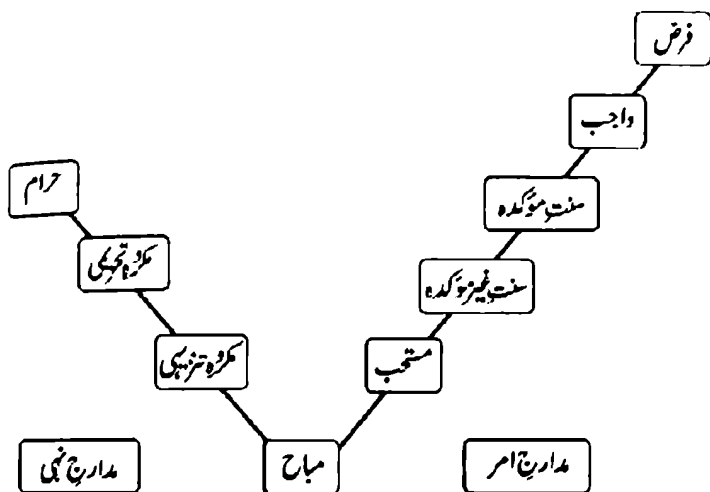 فرض
واجب
حرام
سنتِ مؤکدہ
مکروہ تحریمی
سنتِ غیر مؤکدہ
مکروہ تنزیہی
مستحب
مدارجِ امر
مباح
مدارجِ نہی